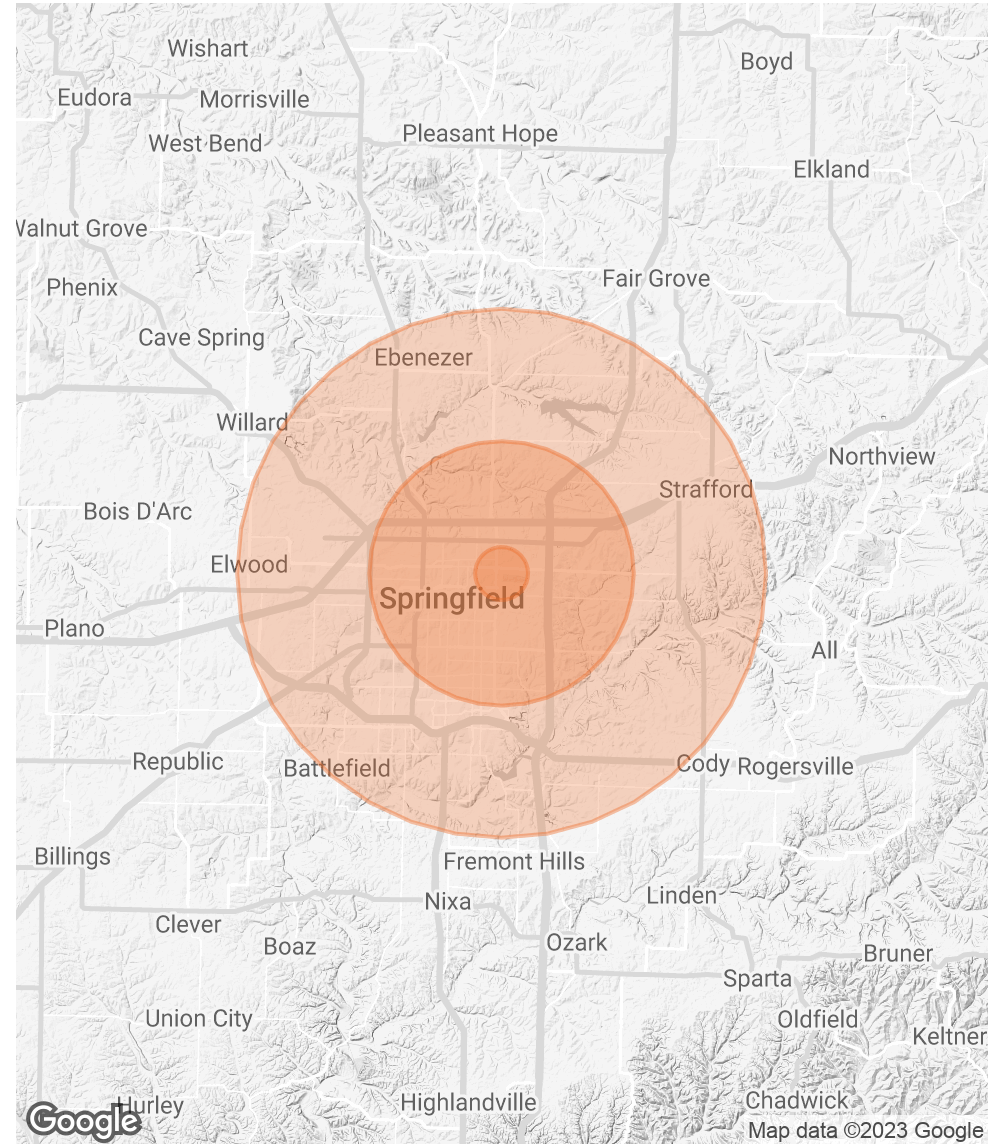 Wishart
Boyd
Eudora
Morrisville
Pleasant Hope
West Bend
Elkland
Walnut Grove
Fair Grove
Phenix
Cave Spring
Ebenezer
Willard
Northview
Strafford
Bois D'Arc
Elwood
Springfield
Plano
All
Republic
Battlefield
Cody
Rogersville
Billings
Fremont Hills
Linden
Nixa
Clever
Boaz
Ozark
Bruner
Sparta
Union City
Oldfield
Keltner
Highlandville
Chadwick
Hurley
Google
Map data ©2023 Google